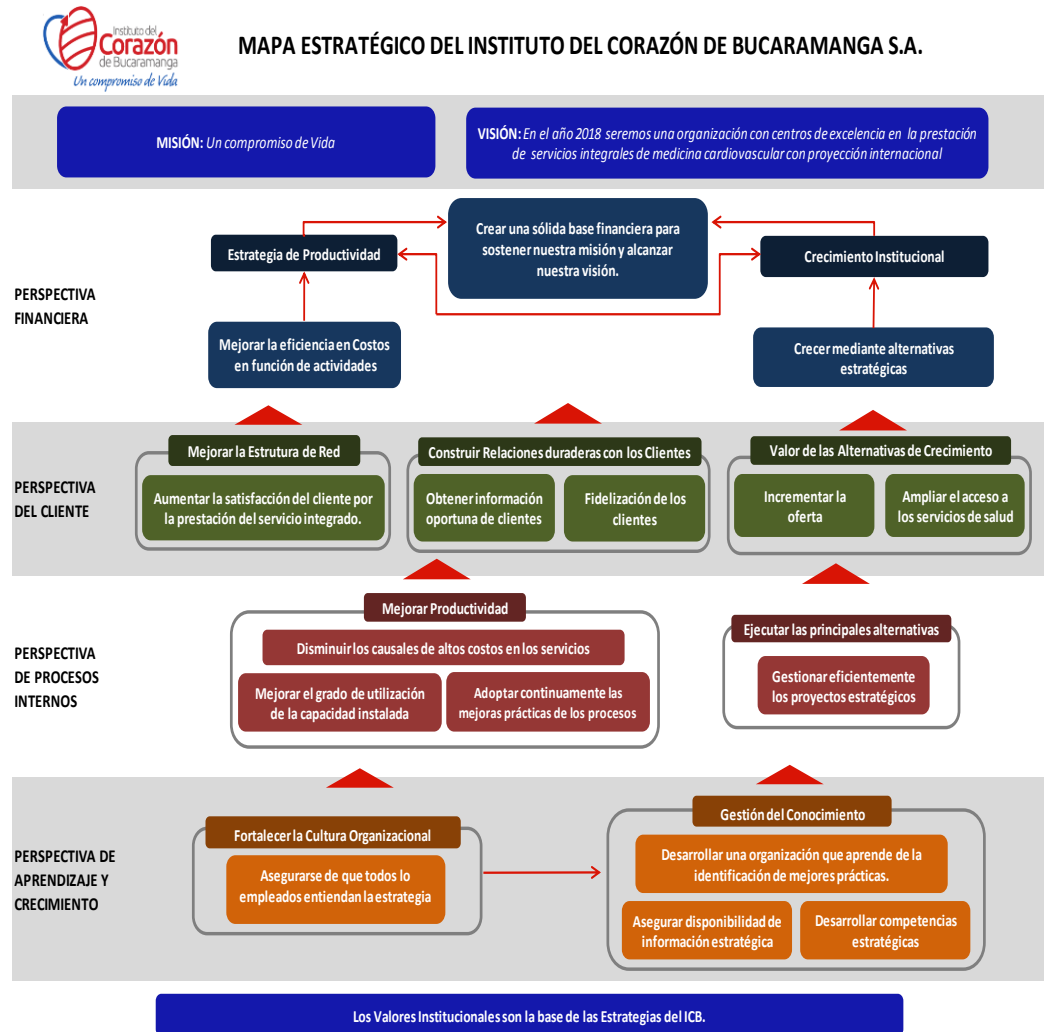 Instituto del
Corazón
de Bucaramanga
Un compromiso de Vida
MAPA ESTRATÉGICO DEL INSTITUTO DEL CORAZÓN DE BUCARAMANGA S.A.
MISIÓN: Un compromiso de Vida
VISIÓN: En el año 2018 seremos una organización con centros de excelencia en la prestación
de servicios integrales de medicina cardiovascular con proyección internacional
PERSPECTIVA
FINANCIERA
Crear una sólida base financiera para
sostener nuestra misión y alcanzar
nuestra visión.
Estrategia de Productividad
Crecimiento Institucional
Mejorar la eficiencia en Costos
en función de actividades
Crecer mediante alternativas
estratégicas
PERSPECTIVA
DEL CLIENTE
Mejorar la Estrutura de Red
Aumentar la satisfacción del cliente por
la prestación del servicio integrado.
Construir Relaciones duraderas con los Clientes
Obtener información
oportuna de clientes
Fidelización de los
clientes
Valor de las Alternativas de Crecimiento
Incrementar la
oferta
Ampliar el acceso a
los servicios de salud
PERSPECTIVA
DE PROCESOS
INTERNOS
Mejorar Productividad
Disminuir los causales de altos costos en los servicios
Mejorar el grado de utilización
de la capacidad instalada
Adoptar continuamente las
mejoras prácticas de los procesos
Ejecutar las principales alternativas
Gestionar eficientemente
los proyectos estratégicos
PERSPECTIVA DE
APRENDIZAJE Y
CRECIMIENTO
Fortalecer la Cultura Organizacional
Asegurarse de que todos lo
empleados entiendan la estrategia
Gestión del Conocimiento
Desarrollar una organización que aprende de la
identificación de mejores prácticas.
Asegurar disponibilidad de
información estratégica
Desarrollar competencias
estratégicas
Los Valores Institucionales son la base de las Estrategias del ICB.